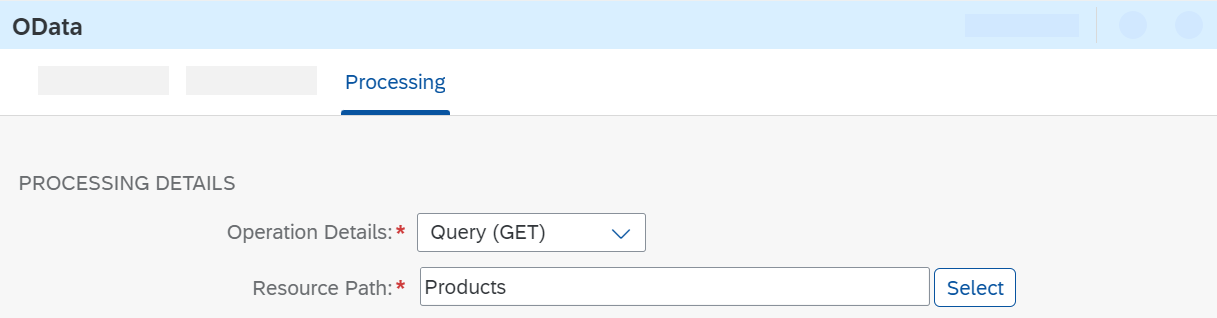 OData
Processing
PROCESSING DETAILS
Operation Details:* Query (GET)
Resource Path:* Products Select